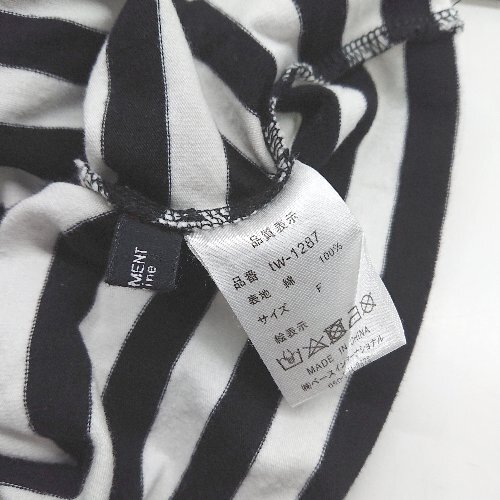 MENT
ine
品質表示
品番 tw-1287
表地 綿 100%
サイズ F
絵表示
MADE IN CHINA